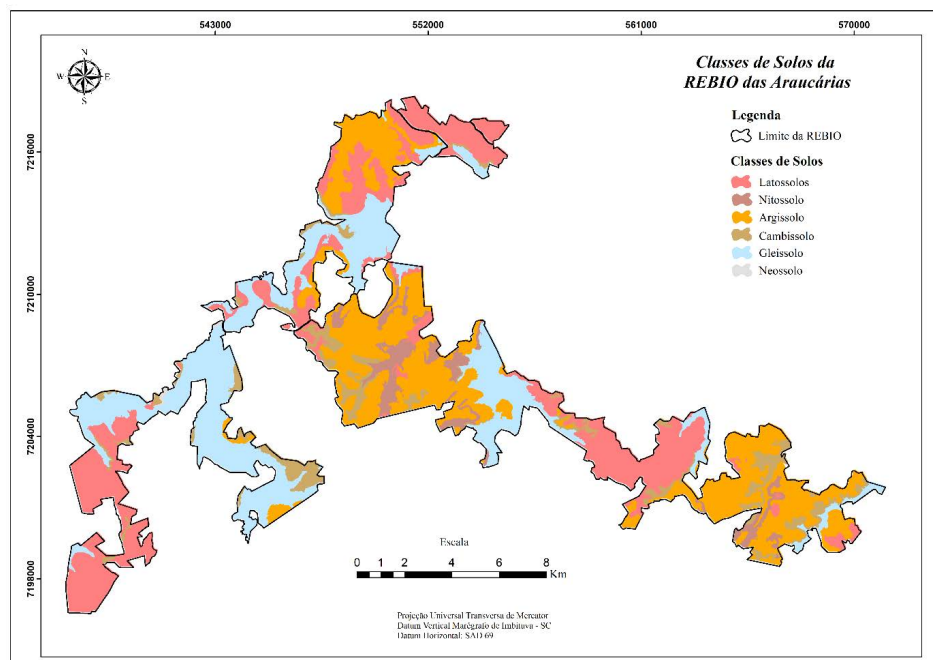 543000 552000 561000 570000
N
W E
S
Classes de Solos da
REBIO das Araucárias
Legenda
Limite da REBIO
Classes de Solos
Latossolos
Nitossolo
Argissolo
Cambissolo
Gleissolo
Neossolo
7216000
7210000
7204000
7198000
Escala
0 1 2 4 6 8
Km
Projeção Universal Transversa de Mercator
Datum Vertical Marégrafo de Imbituva - SC
Datum Horizontal: SAD 69